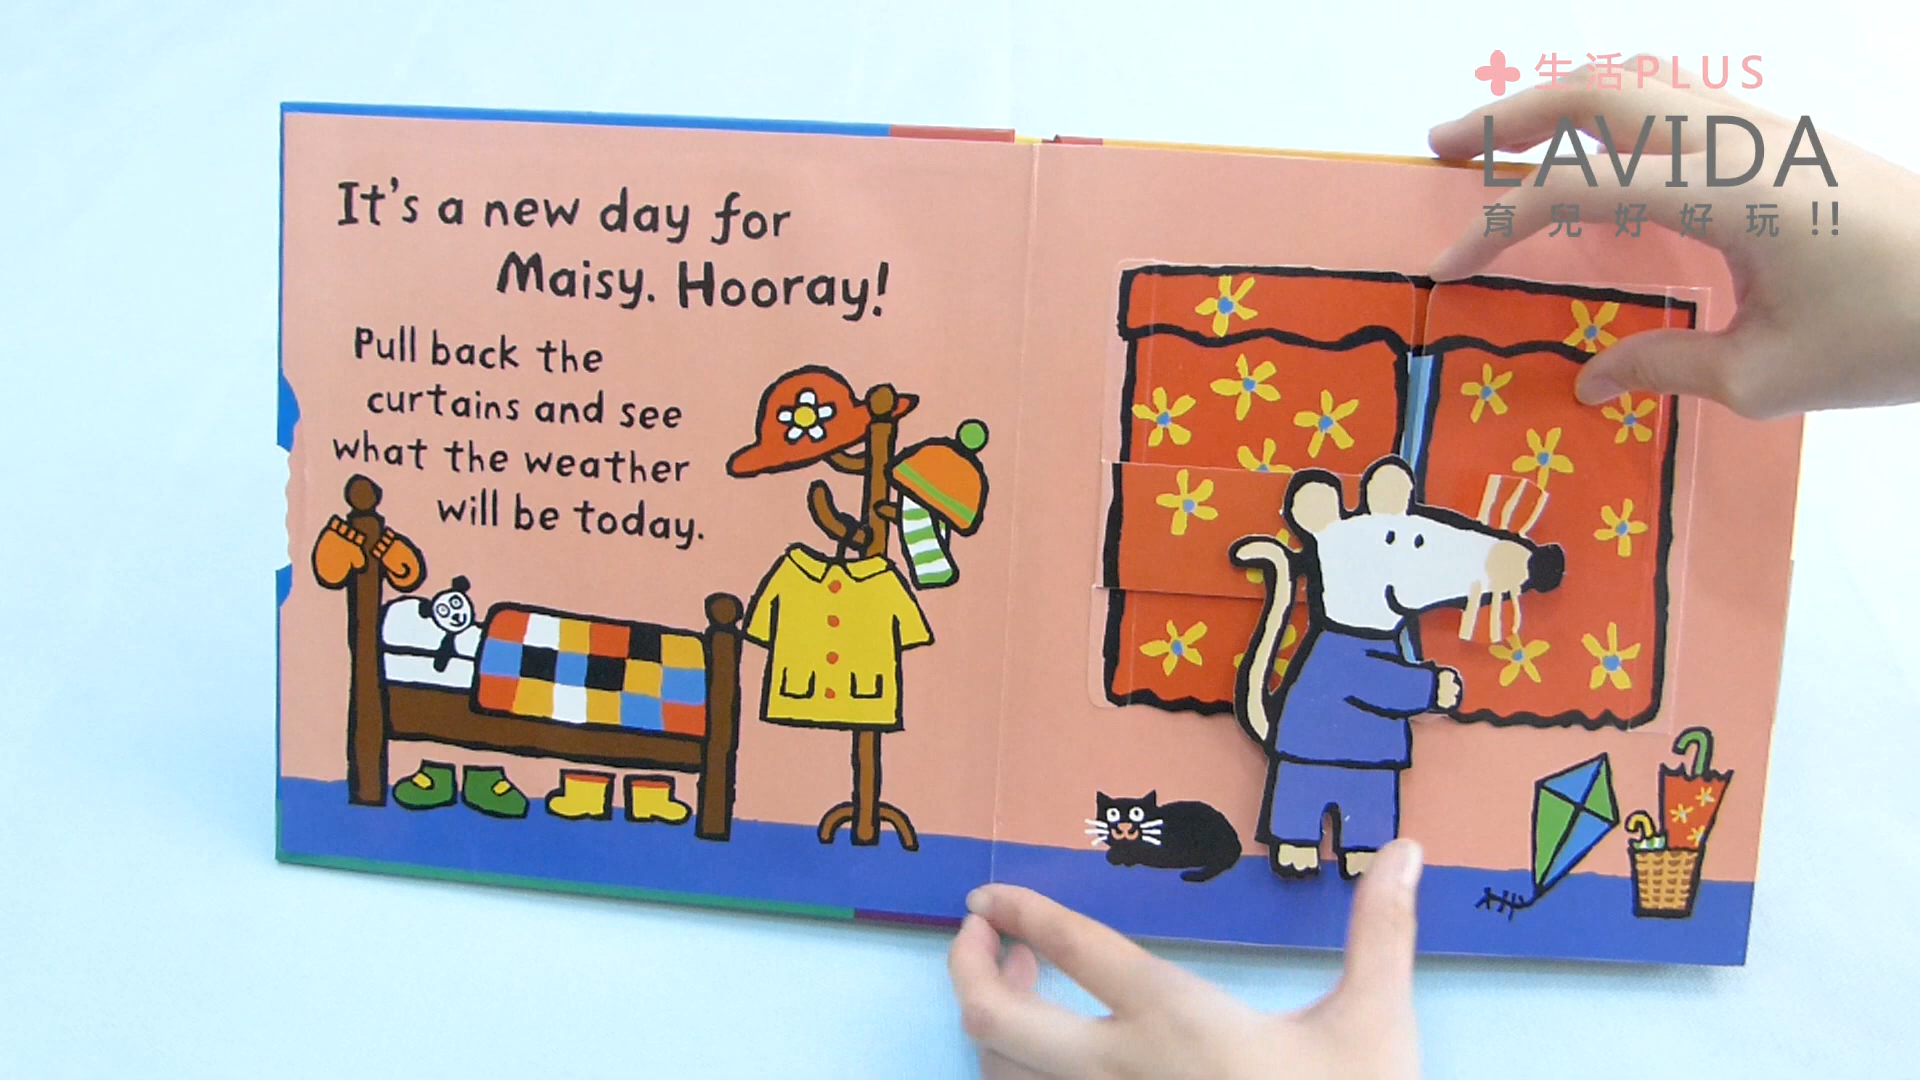 It's a new day for
Maisy. Hooray!
Pull back the
curtains and see
what the weather
will be today.
生活PLUS
LAVIDA
育兒好好玩!!